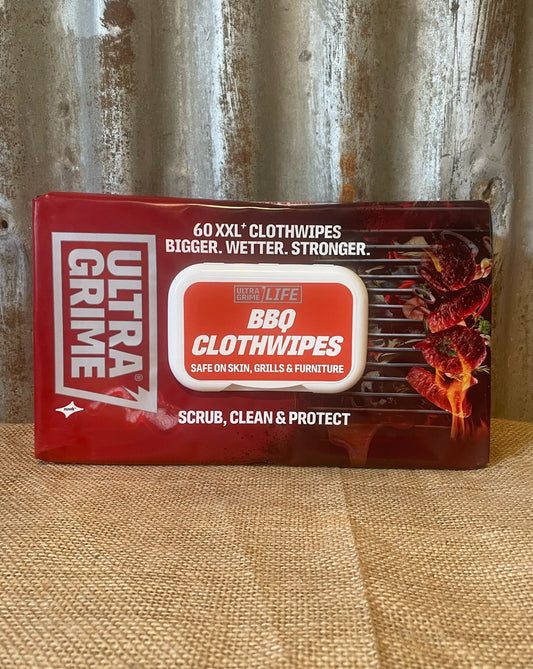 60 XXL⁺ CLOTHWIPES
BIGGER. WETTER. STRONGER.
ULTRA
GRIME®
ULTRA
GRIME
LIFE
BBQ
CLOTHWIPES
SAFE ON SKIN, GRILLS & FURNITURE
SCRUB, CLEAN & PROTECT